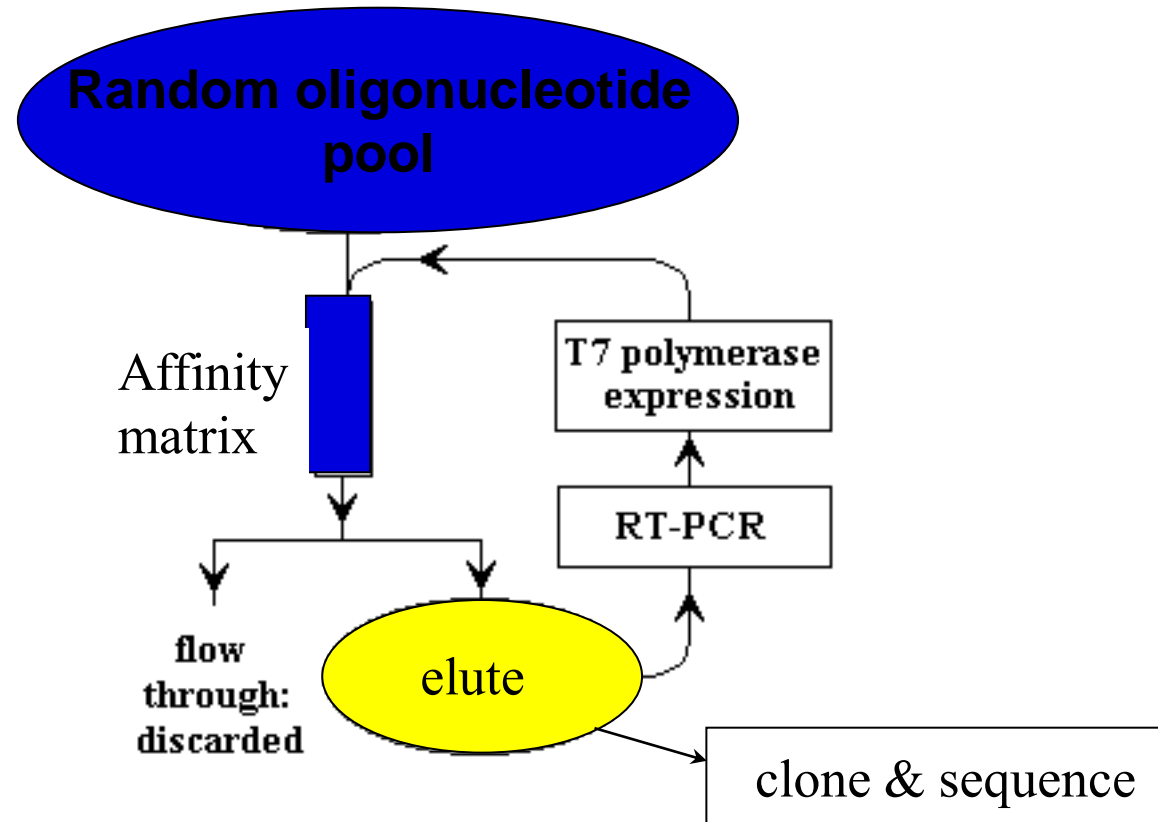 Random oligonucleotide
pool
Affinity
matrix
T7 polymerase
expression
RT-PCR
flow
through:
discarded
elute
clone & sequence